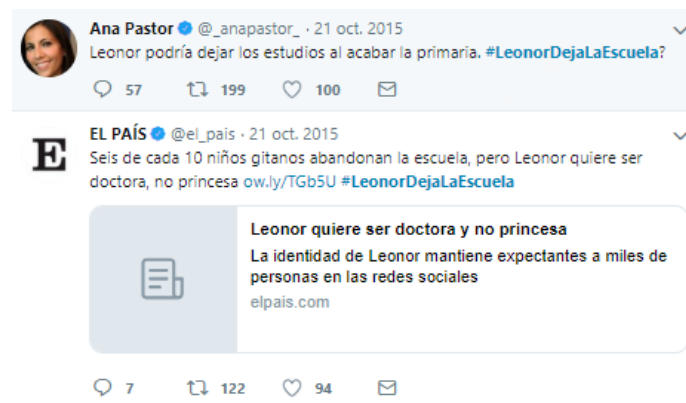 Ana Pastor @_anapastor_ · 21 oct. 2015
Leonor podría dejar los estudios al acabar la primaria. #LeonorDejaLaEscuela?
57 199 100
EL PAÍS @el_pais · 21 oct. 2015
E
Seis de cada 10 niños gitanos abandonan la escuela, pero Leonor quiere ser
doctora, no princesa ow.ly/TGb5U #LeonorDejaLaEscuela
Leonor quiere ser doctora y no princesa
La identidad de Leonor mantiene expectantes a miles de
personas en las redes sociales
elpais.com
7 122 94